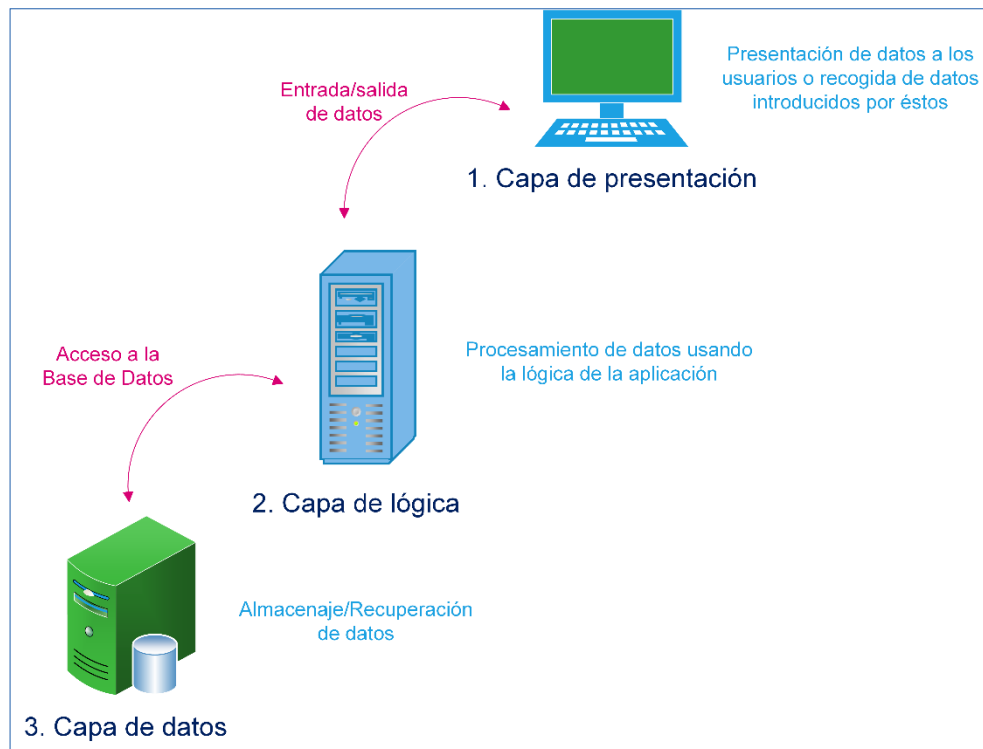 Presentación de datos a los
usuarios o recogida de datos
introducidos por éstos
Entrada/salida
de datos
1. Capa de presentación
Procesamiento de datos usando
la lógica de la aplicación
Acceso a la
Base de Datos
2. Capa de lógica
Almacenaje/Recuperación
de datos
3. Capa de datos